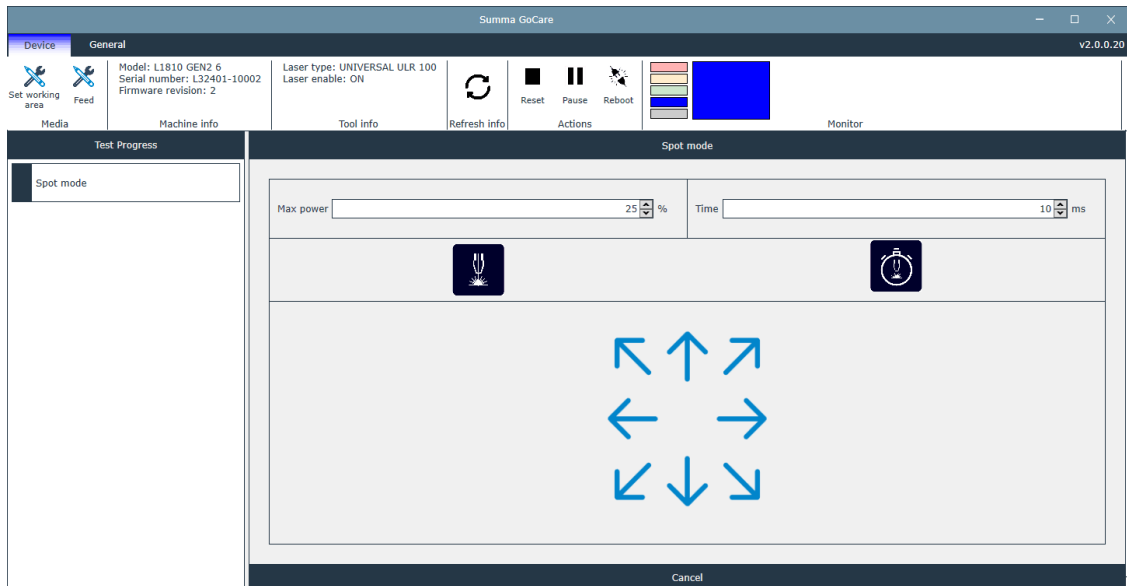 Summa GoCare
Device General v2.0.0.20
Set working area
Feed
Media
Model: L1810 GEN2 6
Serial number: L32401-10002
Firmware revision: 2
Machine info
Laser type: UNIVERSAL ULR 100
Laser enable: ON
Tool info
Refresh info
Reset Pause Reboot
Actions
Monitor
Test Progress
Spot mode
Spot mode
Max power 25 %
Time 10 ms
Cancel